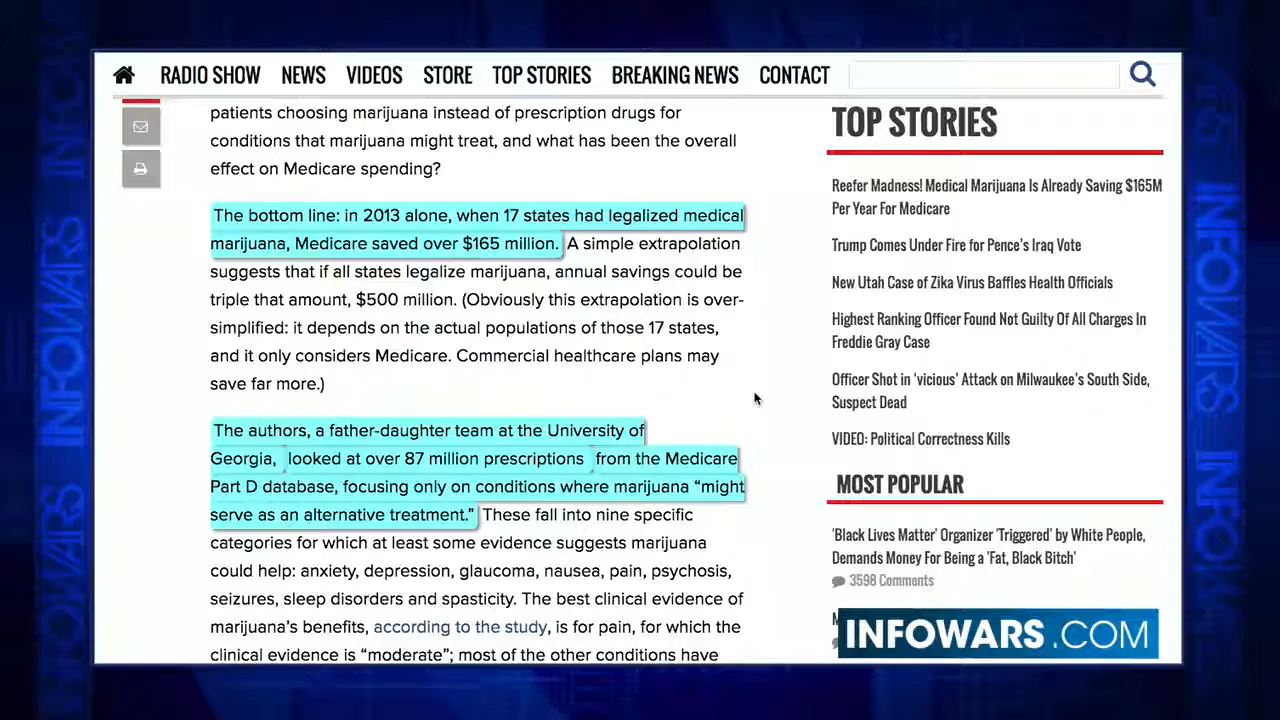 RADIO SHOW NEWS VIDEOS STORE TOP STORIES BREAKING NEWS CONTACT
patients choosing marijuana instead of prescription drugs for
conditions that marijuana might treat, and what has been the overall
effect on Medicare spending?
The bottom line: in 2013 alone, when 17 states had legalized medical
marijuana, Medicare saved over $165 million. A simple extrapolation
suggests that if all states legalize marijuana, annual savings could be
triple that amount, $500 million. (Obviously this extrapolation is over-
simplified: it depends on the actual populations of those 17 states,
and it only considers Medicare. Commercial healthcare plans may
save far more.)
The authors, a father-daughter team at the University of
Georgia, looked at over 87 million prescriptions from the Medicare
Part D database, focusing only on conditions where marijuana “might
serve as an alternative treatment.” These fall into nine specific
categories for which at least some evidence suggests marijuana
could help: anxiety, depression, glaucoma, nausea, pain, psychosis,
seizures, sleep disorders and spasticity. The best clinical evidence of
marijuana’s benefits, according to the study, is for pain, for which the
clinical evidence is “moderate”; most of the other conditions have
TOP STORIES
Reefer Madness! Medical Marijuana Is Already Saving $165M
Per Year For Medicare
Trump Comes Under Fire for Pence’s Iraq Vote
New Utah Case of Zika Virus Baffles Health Officials
Highest Ranking Officer Found Not Guilty Of All Charges In
Freddie Gray Case
Officer Shot in ‘vicious’ Attack on Milwaukee’s South Side,
Suspect Dead
VIDEO: Political Correctness Kills
MOST POPULAR
'Black Lives Matter' Organizer 'Triggered' by White People,
Demands Money For Being a 'Fat, Black Bitch'
3598 Comments
INFOWARS.COM
INFOWARS
INFOWARS
INFOWARS
INFOWARS